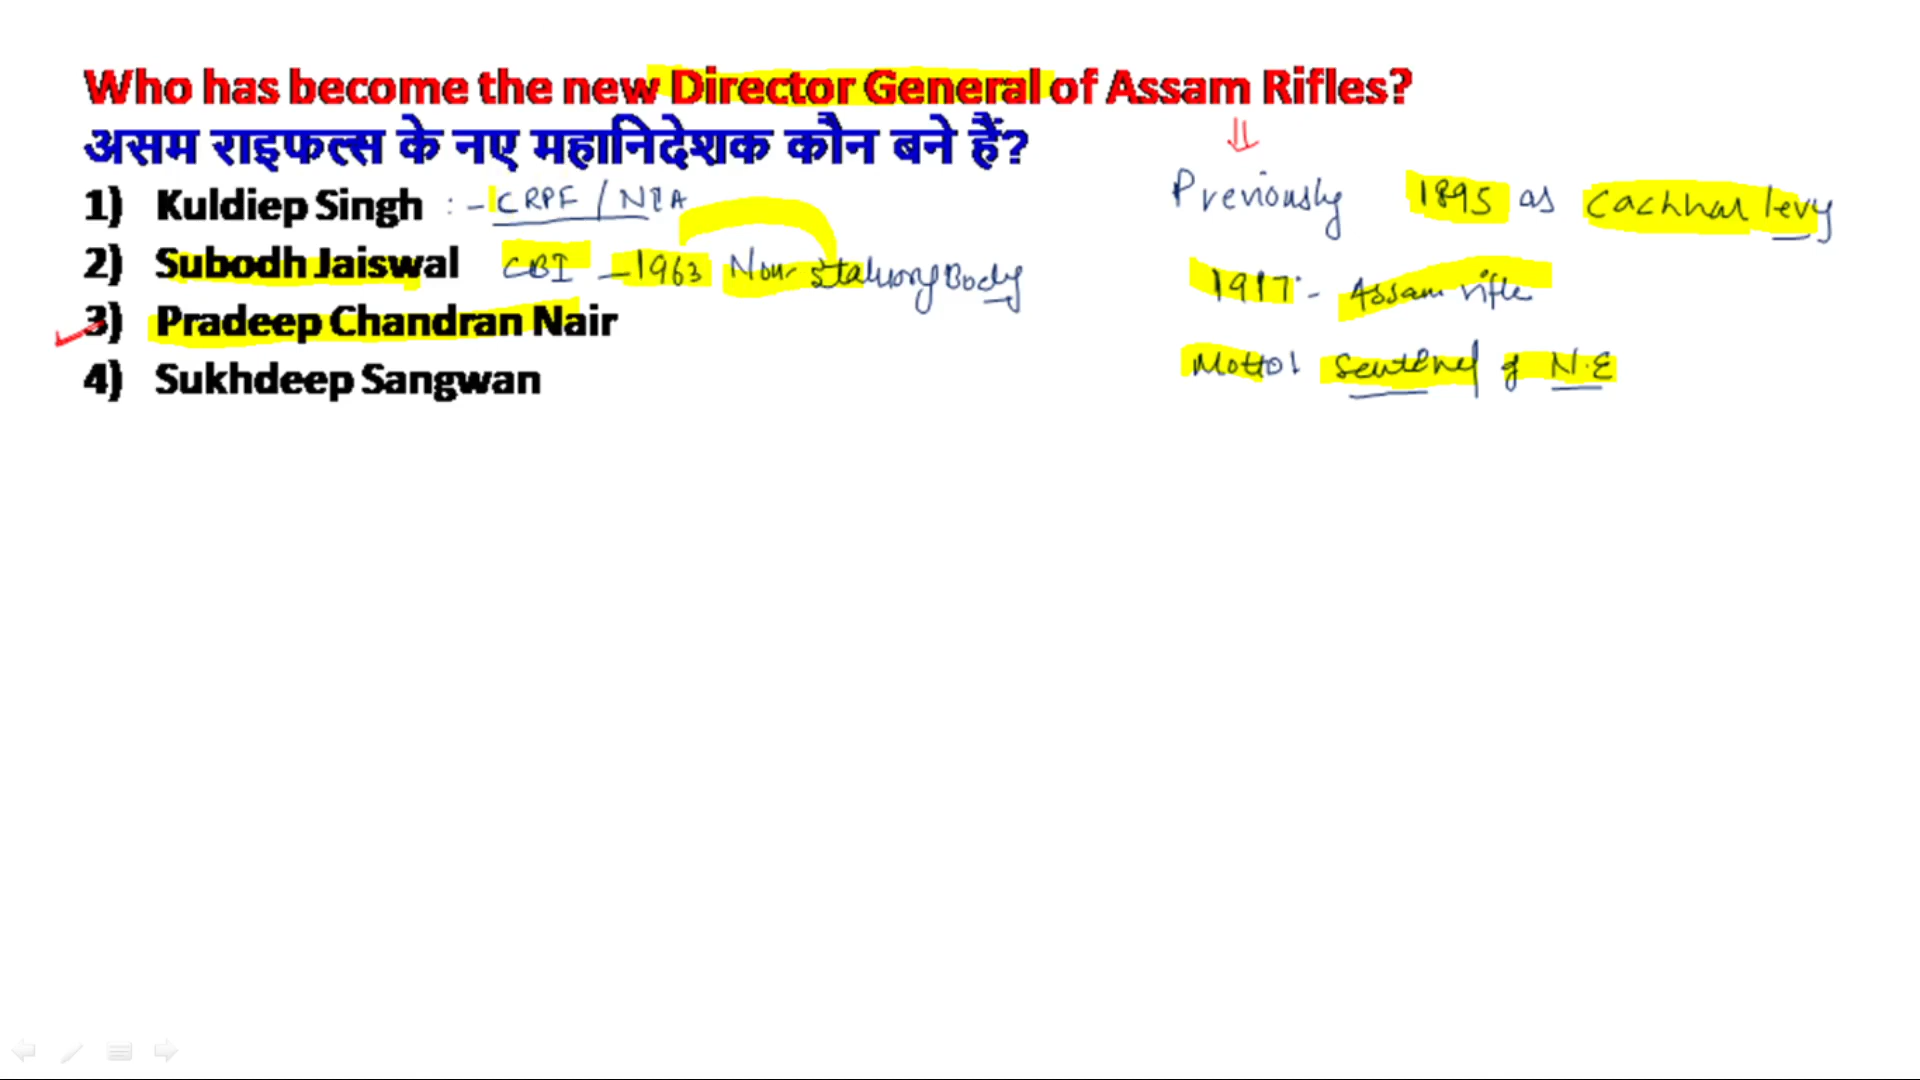 Who has become the new Director General of Assam Rifles?
असम राइफल्स के नए महानिदेशक कौन बने हैं?
1) Kuldiep Singh :- CRPF / NIA
2) Subodh Jaiswal CBI - 1963 Non Body
3) Pradeep Chandran Nair
4) Sukhdeep Sangwan
Previously 1895 as Cachhar levy
1917 - Assam rifle
Motto! of N.E